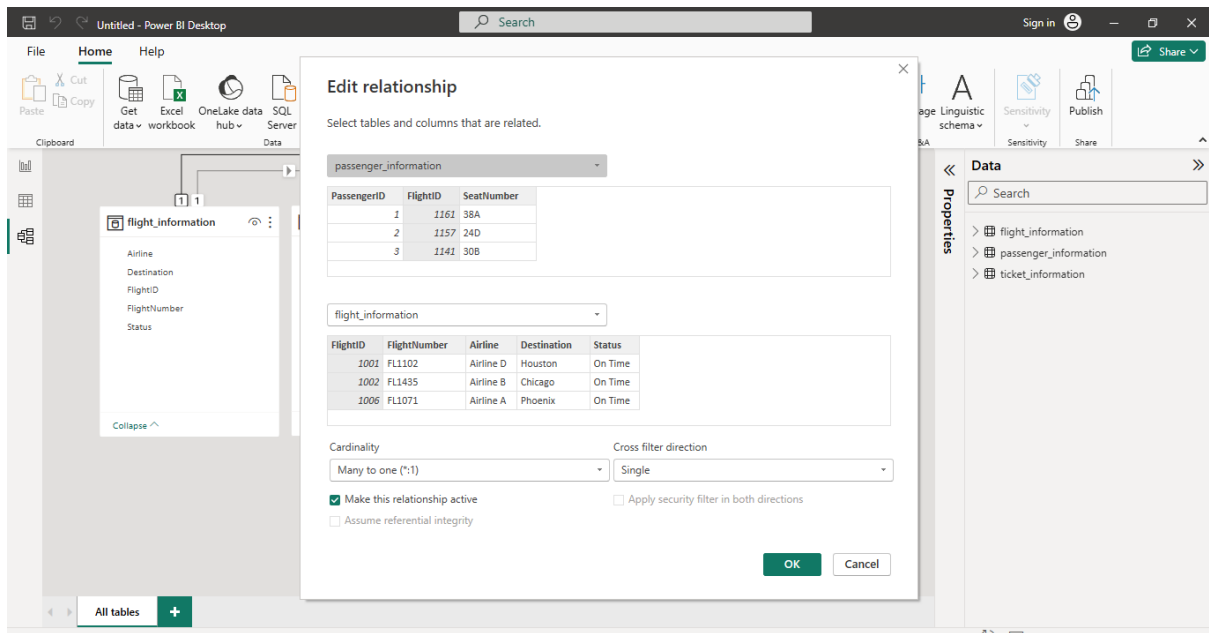 Untitled - Power BI Desktop
Search
Sign in
File
Home
Help
Share
Paste
Cut
Copy
Clipboard
Get data
Excel workbook
OneLake data hub
SQL Server
Data
Linguistic schema
Sensitivity
Sensitivity
Publish
Share
1 1
flight_information
Airline
Destination
FlightID
FlightNumber
Status
Collapse
Edit relationship
Select tables and columns that are related.
passenger_information
PassengerID FlightID SeatNumber
1 1161 38A
2 1157 24D
3 1141 30B
flight_information
FlightID FlightNumber Airline Destination Status
1001 FL1102 Airline D Houston On Time
1002 FL1435 Airline B Chicago On Time
1006 FL1071 Airline A Phoenix On Time
Cardinality
Cross filter direction
Many to one (*:1)
Single
Make this relationship active
Apply security filter in both directions
Assume referential integrity
OK
Cancel
Properties
Data
Search
flight_information
passenger_information
ticket_information
All tables
+